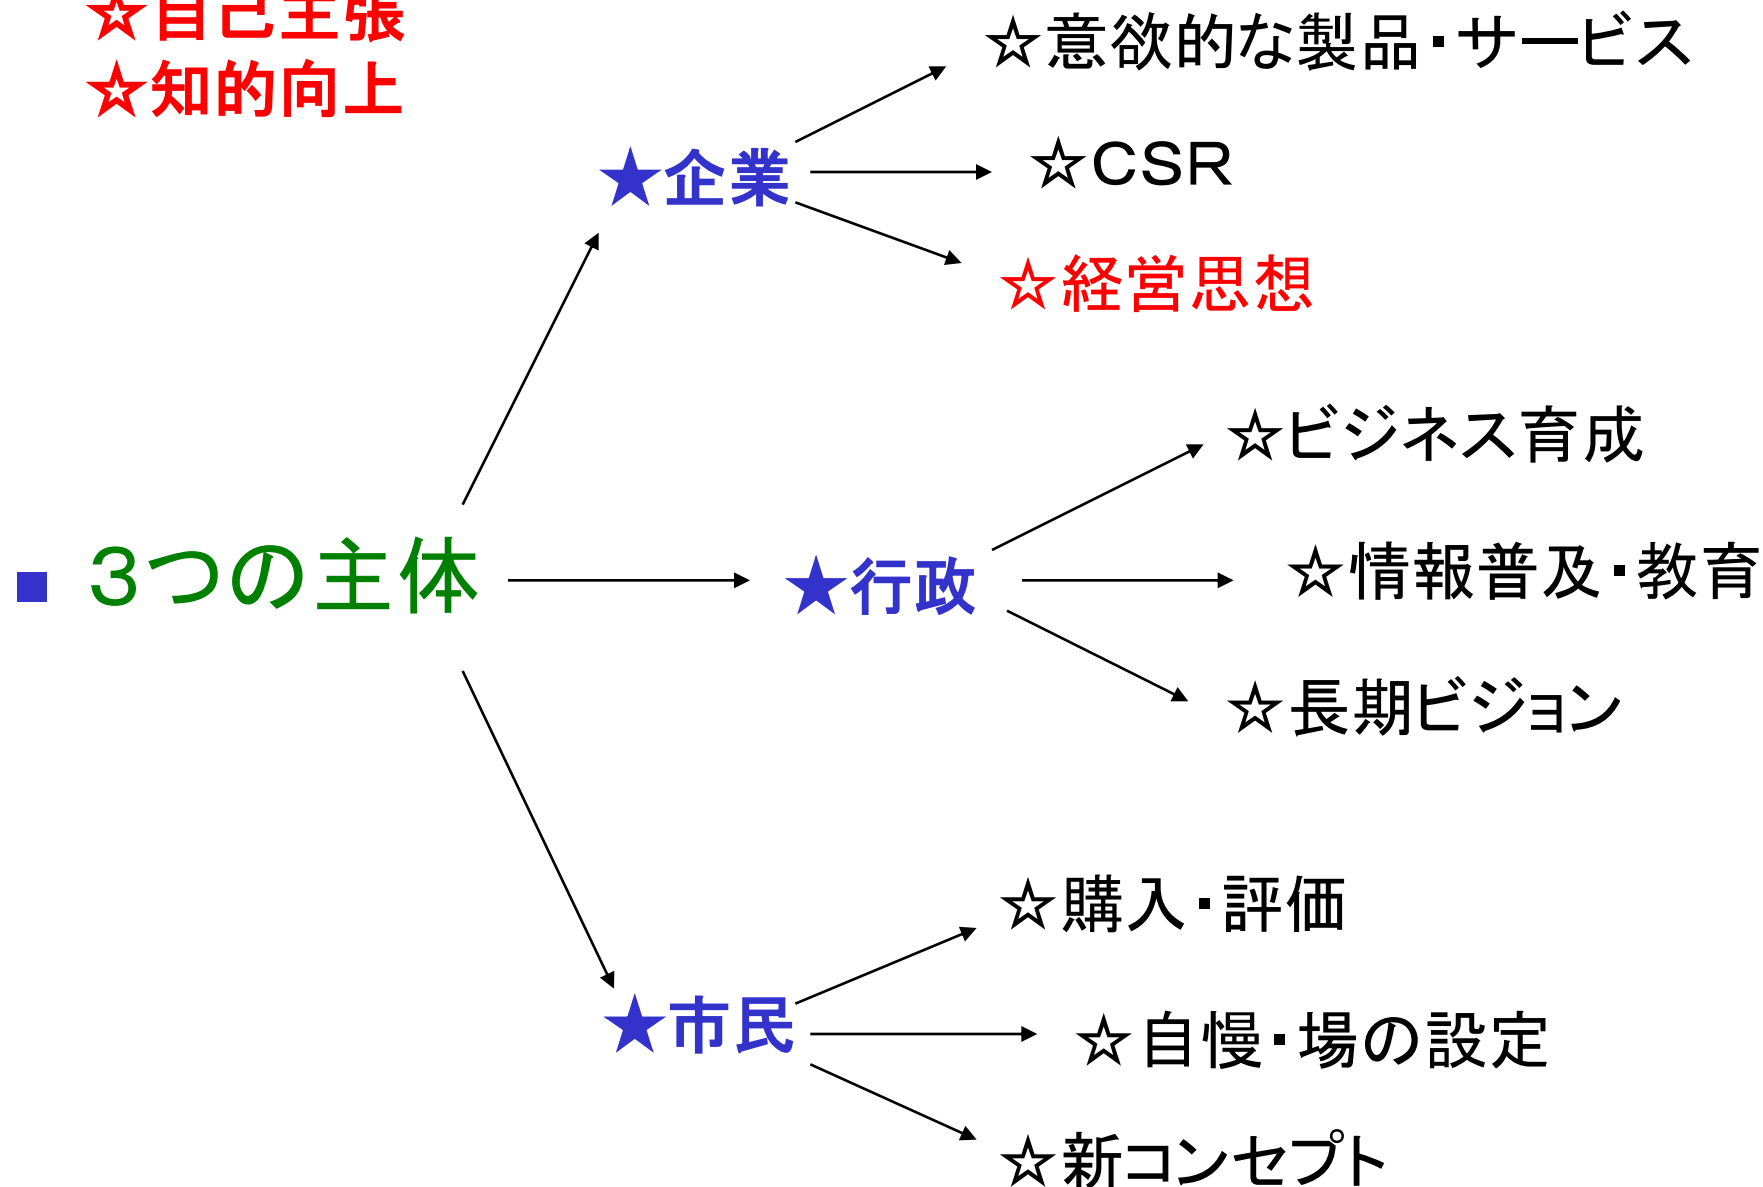 ☆自己主張
☆知的向上
☆意欲的な製品・サービス
★企業
☆CSR
☆経営思想
☆ビジネス育成
■ 3つの主体
★行政
☆情報普及・教育
☆長期ビジョン
☆購入・評価
★市民
☆自慢・場の設定
☆新コンセプト